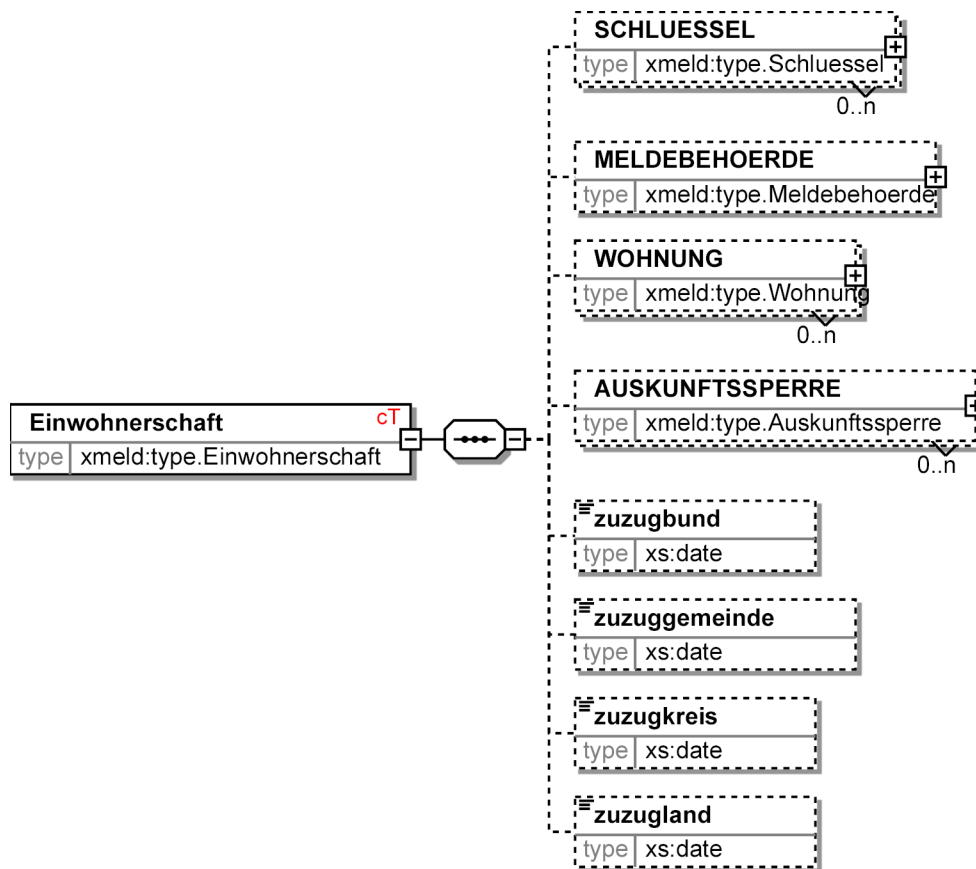 SCHLUESSEL
type xmeld:type.Schluessel
0..n
MELDEBEHOERDE
type xmeld:type.Meldebehoerde
WOHNUNG
type xmeld:type.Wohnung
0..n
AUSKUNFTSSPERRE
type xmeld:type.Auskunftssperre
0..n
Einwohnerschaft cT
type xmeld:type.Einwohnerschaft
zuzugbund
type xs:date
zuzuggemeinde
type xs:date
zuzugkreis
type xs:date
zuzugland
type xs:date